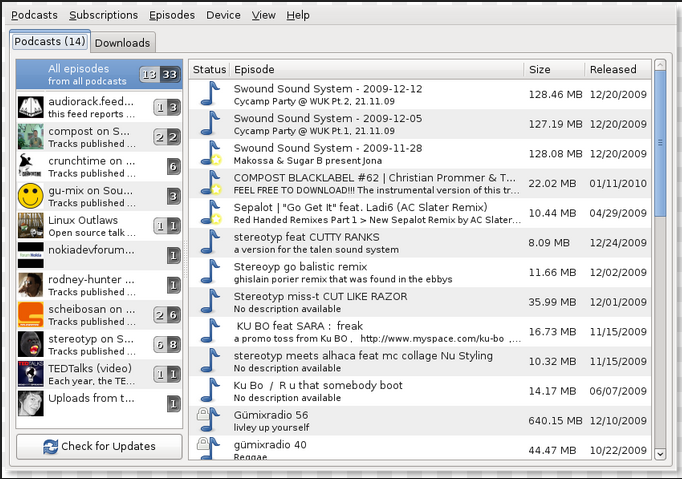 Podcasts Subscriptions Episodes Device View Help
Podcasts (14) Downloads
All episodes
from all podcasts
13 33
audiorack.feed...
this feed reports ...
1 3
compost on S...
Tracks published ...
2 2
crunchtime on ...
Tracks published ...
6
gu-mix on Sou...
Tracks published ...
3
Linux Outlaws
Open source talk ...
1 1
nokiadevforum...
1
rodney-hunter ...
Tracks published ...
1
scheibosan on ...
Tracks published ...
2 6
stereotyp on S...
Tracks published ...
6 8
TEDTalks (video)
Each year, the TE...
1 1
Uploads from t...
1
Check for Updates
Status Episode Size Released
Swound Sound System - 2009-12-12
Cycamp Party @ WUK Pt.2, 21.11.09
128.46 MB 12/20/2009
Swound Sound System - 2009-12-05
Cycamp Party @ WUK Pt.1, 21.11.09
127.19 MB 12/20/2009
Swound Sound System - 2009-11-28
Makossa & Sugar B present Jona
128.08 MB 12/20/2009
COMPOST BLACKLABEL #62 | Christian Prommer & T...
FEEL FREE TO DOWNLOAD!!! The instrumental version of this tr...
22.02 MB 01/11/2010
Sepalot | "Go Get It" feat. Ladi6 (AC Slater Remix)
Red Handed Remixes Part 1 > New Sepalot Remix by AC Slater...
10.44 MB 04/29/2009
stereotyp feat CUTTY RANKS
a version for the talen sound system
8.09 MB 12/24/2009
Stereoyp go balistic remix
ghislain porier remix that was found in the ebbys
11.66 MB 12/02/2009
Stereotyp miss-t CUT LIKE RAZOR
No description available
35.99 MB 12/01/2009
KU BO feat SARA : freak
a promo toss from Ku BO , http://www.myspace.com/ku-bo ,...
16.73 MB 11/15/2009
stereotyp meets alhaca feat mc collage Nu Styling
No description available
10.32 MB 11/15/2009
Ku Bo / R u that somebody boot
No description available
14.17 MB 06/07/2009
Gümixradio 56
livley up yourself
640.15 MB 12/10/2009
gümixradio 40
Reggae
44.47 MB 10/22/2009